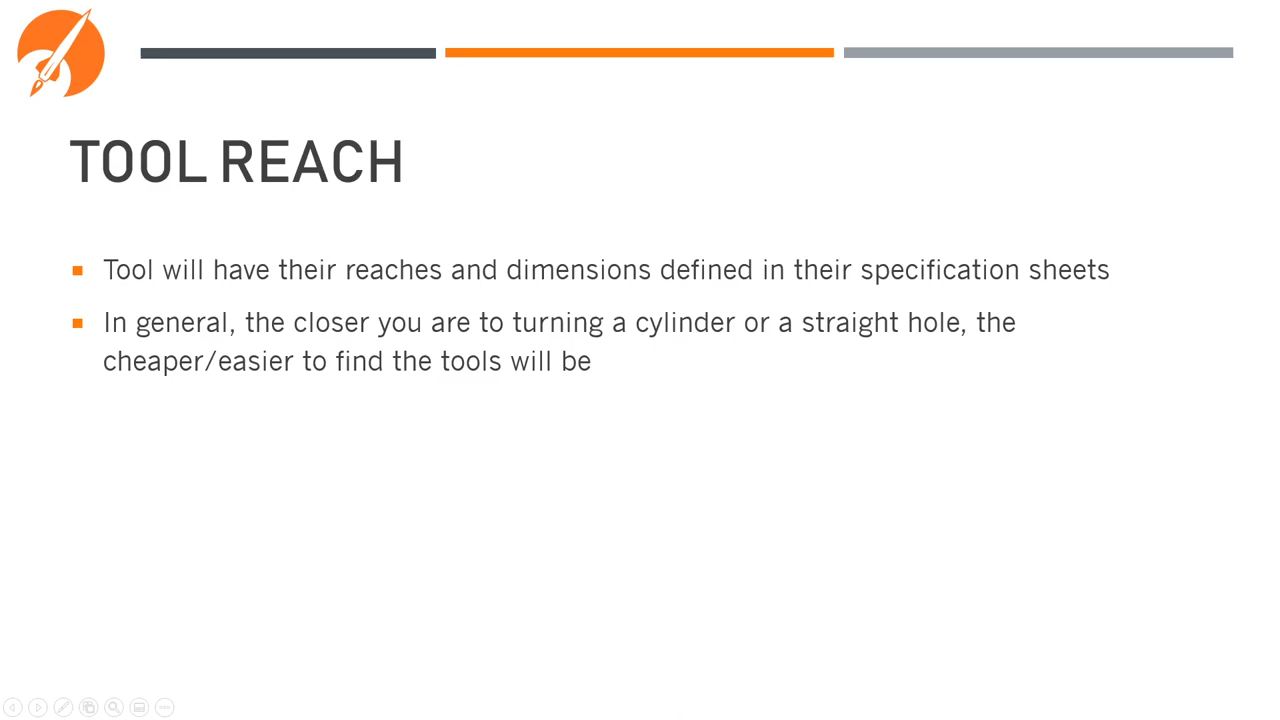 TOOL REACH
Tool will have their reaches and dimensions defined in their specification sheets
In general, the closer you are to turning a cylinder or a straight hole, the
cheaper/easier to find the tools will be